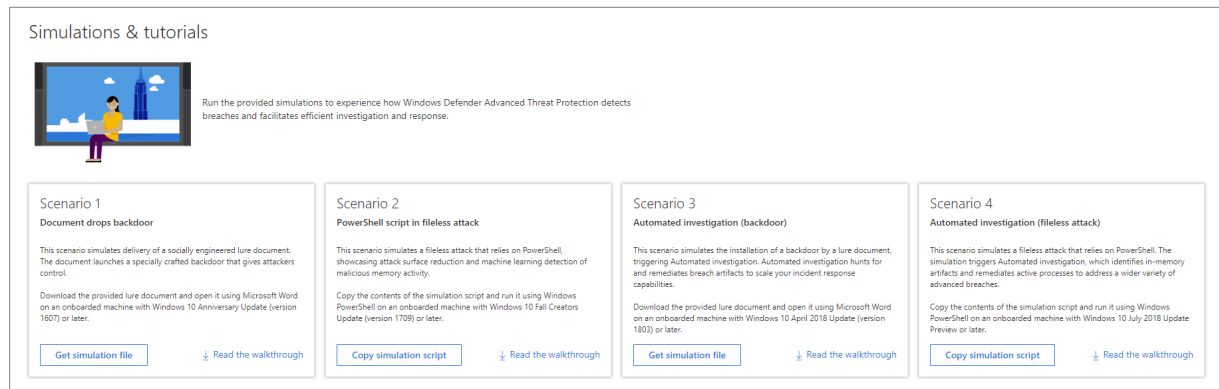 Simulations & tutorials
Run the provided simulations to experience how Windows Defender Advanced Threat Protection detects
breaches and facilitates efficient investigation and response.
Scenario 1
Document drops backdoor
This scenario simulates delivery of a socially engineered lure document.
The document launches a specially crafted backdoor that gives attackers
control.
Download the provided lure document and open it using Microsoft Word
on an onboarded machine with Windows 10 Anniversary Update (version
1607) or later.
Get simulation file
Read the walkthrough
Scenario 2
PowerShell script in fileless attack
This scenario simulates a fileless attack that relies on PowerShell,
showcasing attack surface reduction and machine learning detection of
malicious memory activity.
Copy the contents of the simulation script and run it using Windows
PowerShell on an onboarded machine with Windows 10 Fall Creators
Update (version 1709) or later.
Copy simulation script
Read the walkthrough
Scenario 3
Automated investigation (backdoor)
This scenario simulates the installation of a backdoor by a lure document,
triggering Automated investigation. Automated investigation hunts for
and remediates breach artifacts to scale your incident response
capabilities.
Download the provided lure document and open it using Microsoft Word
on an onboarded machine with Windows 10 April 2018 Update (version
1803) or later.
Get simulation file
Read the walkthrough
Scenario 4
Automated investigation (fileless attack)
This scenario simulates a fileless attack that relies on PowerShell. The
simulation triggers Automated investigation, which identifies in-memory
artifacts and remediates active processes to address a wider variety of
advanced breaches.
Copy the contents of the simulation script and run it using Windows
PowerShell on an onboarded machine with Windows 10 July 2018 Update
Preview or later.
Copy simulation script
Read the walkthrough